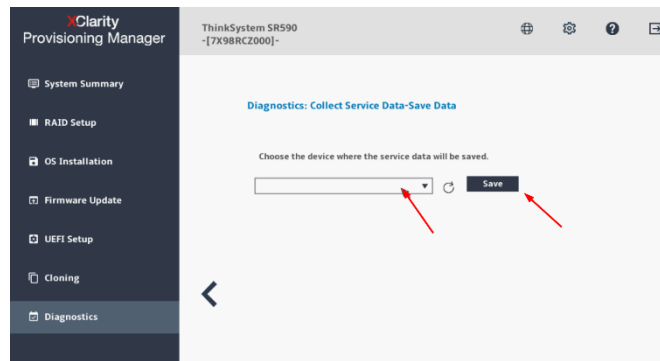 XClarity
Provisioning Manager
ThinkSystem SR590
-[7X98RCZ000]-
System Summary
RAID Setup
OS Installation
Firmware Update
UEFI Setup
Cloning
Diagnostics
Diagnostics: Collect Service Data-Save Data
Choose the device where the service data will be saved.
Save